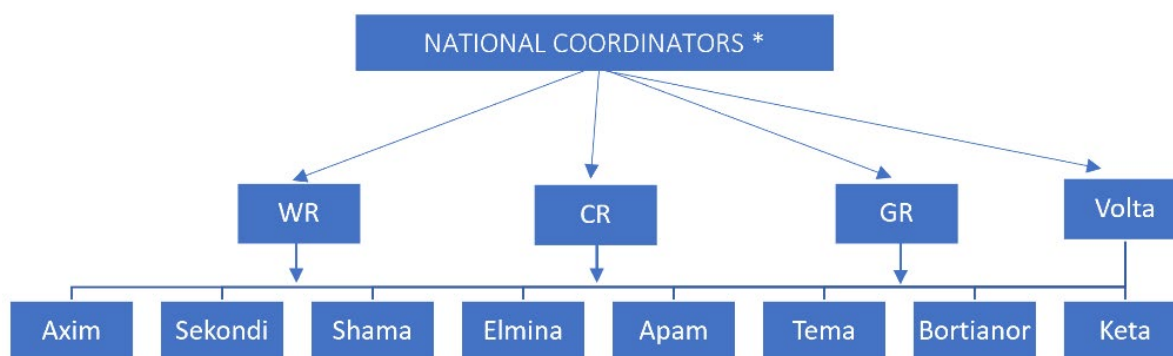 NATIONAL COORDINATORS *
WR
CR
GR
Volta
Axim
Sekondi
Shama
Elmina
Apam
Tema
Bortianor
Keta